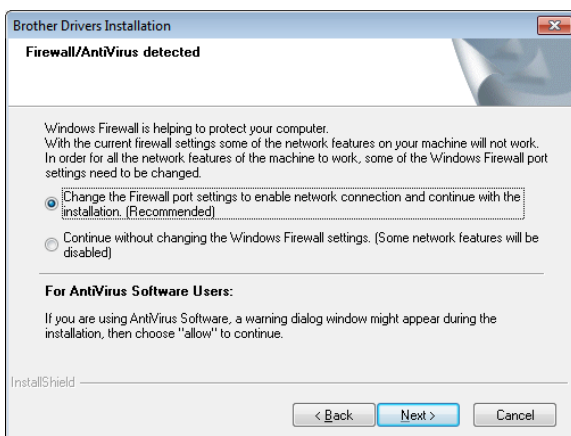 Brother Drivers Installation
Firewall/AntiVirus detected
Windows Firewall is helping to protect your computer.
With the current firewall settings some of the network features on your machine will not work.
In order for all the network features of the machine to work, some of the Windows Firewall port
settings need to be changed.
Change the Firewall port settings to enable network connection and continue with the
installation. (Recommended)
Continue without changing the Windows Firewall settings. (Some network features will be
disabled)
For AntiVirus Software Users:
If you are using AntiVirus Software, a warning dialog window might appear during the
installation, then choose "allow" to continue.
InstallShield
< Back
Next >
Cancel